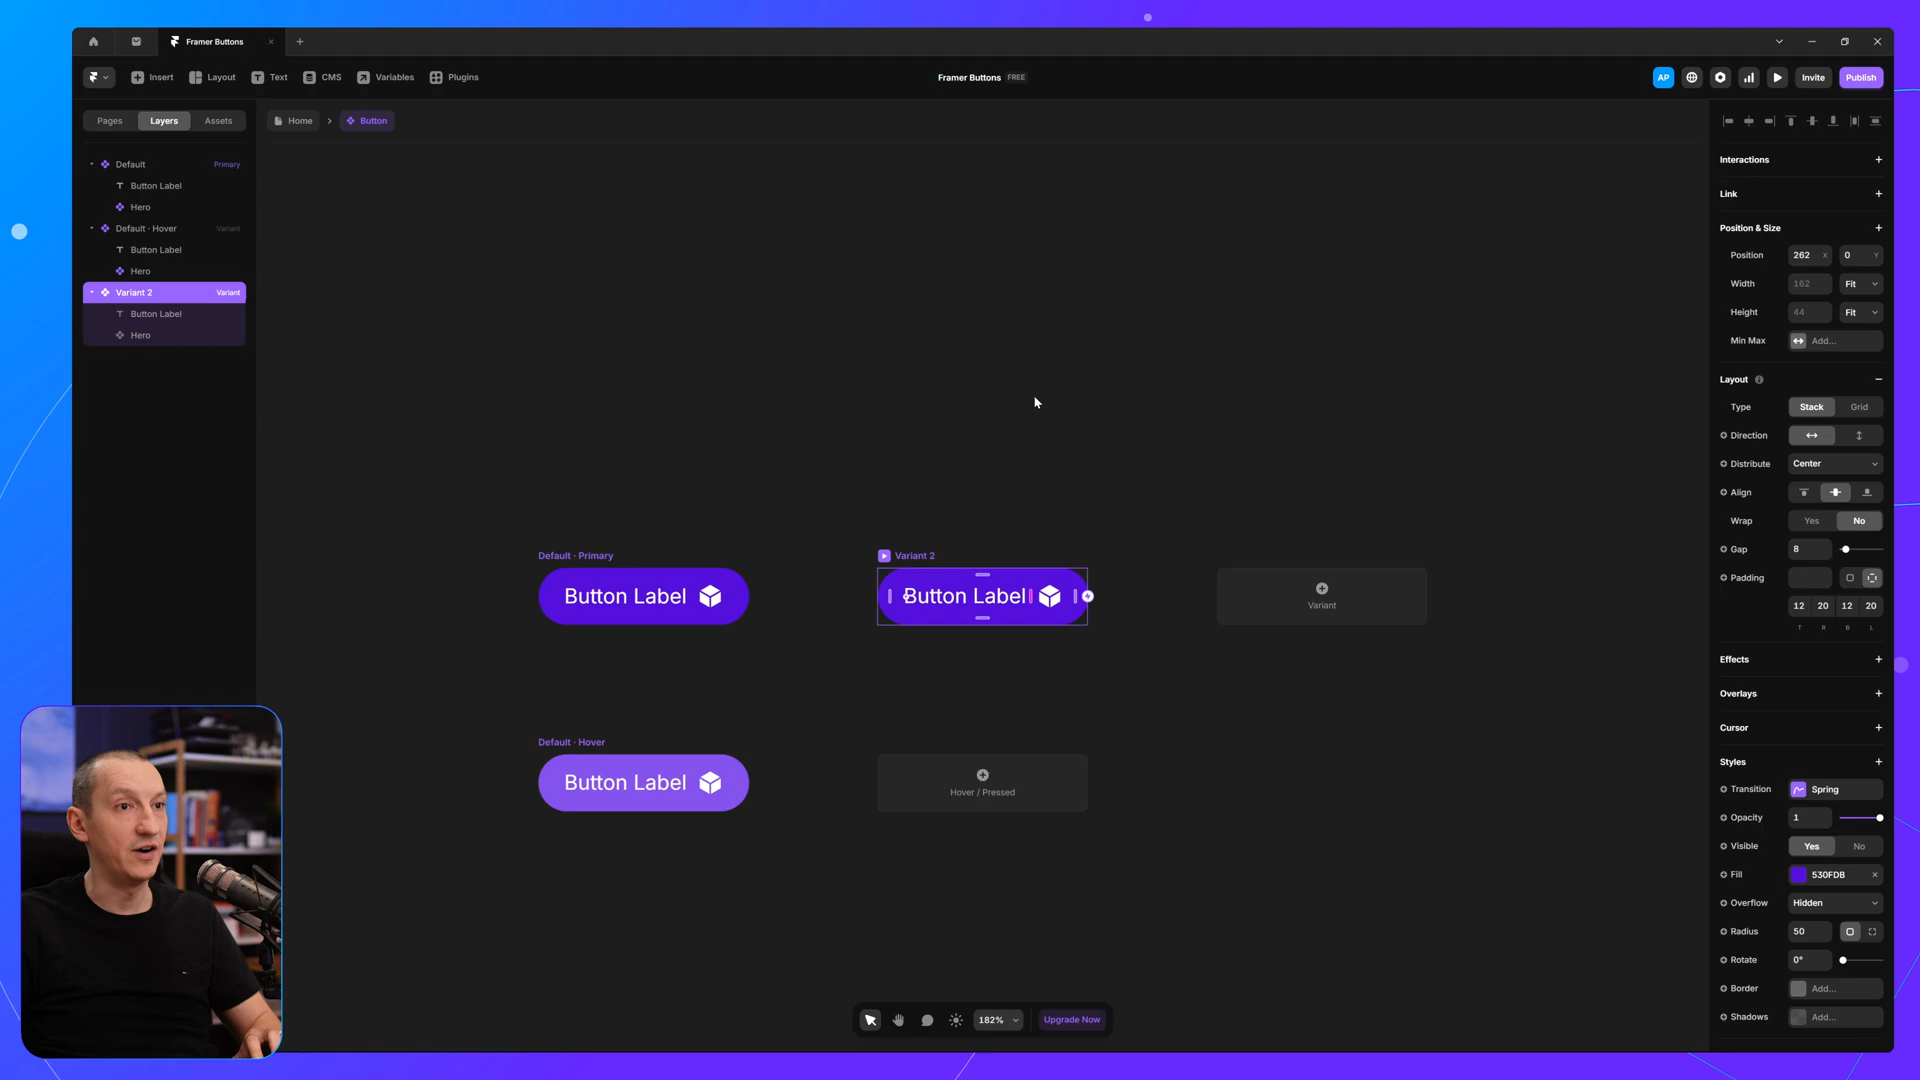 Framer Buttons
Insert Layout Text CMS Variables Plugins
Framer Buttons FREE
AP Invite Publish
Pages Layers Assets
Home Button
Default Primary
Button Label
Hero
Default · Hover Variant
Button Label
Hero
Variant 2 Variant
Button Label
Hero
Default · Primary
Button Label
Variant 2
Button Label
Variant
Default · Hover
Button Label
Hover / Pressed
182% Upgrade Now
Interactions
Link
Position & Size
Position 262 X 0 Y
Width 162 Fit
Height 44 Fit
Min Max Add...
Layout
Type Stack Grid
Direction
Distribute Center
Align
Wrap Yes No
Gap 8
Padding
12 20 12 20
T R B L
Effects
Overlays
Cursor
Styles
Transition Spring
Opacity 1
Visible Yes No
Fill 530FDB
Overflow Hidden
Radius 50
Rotate 0°
Border Add...
Shadows Add...